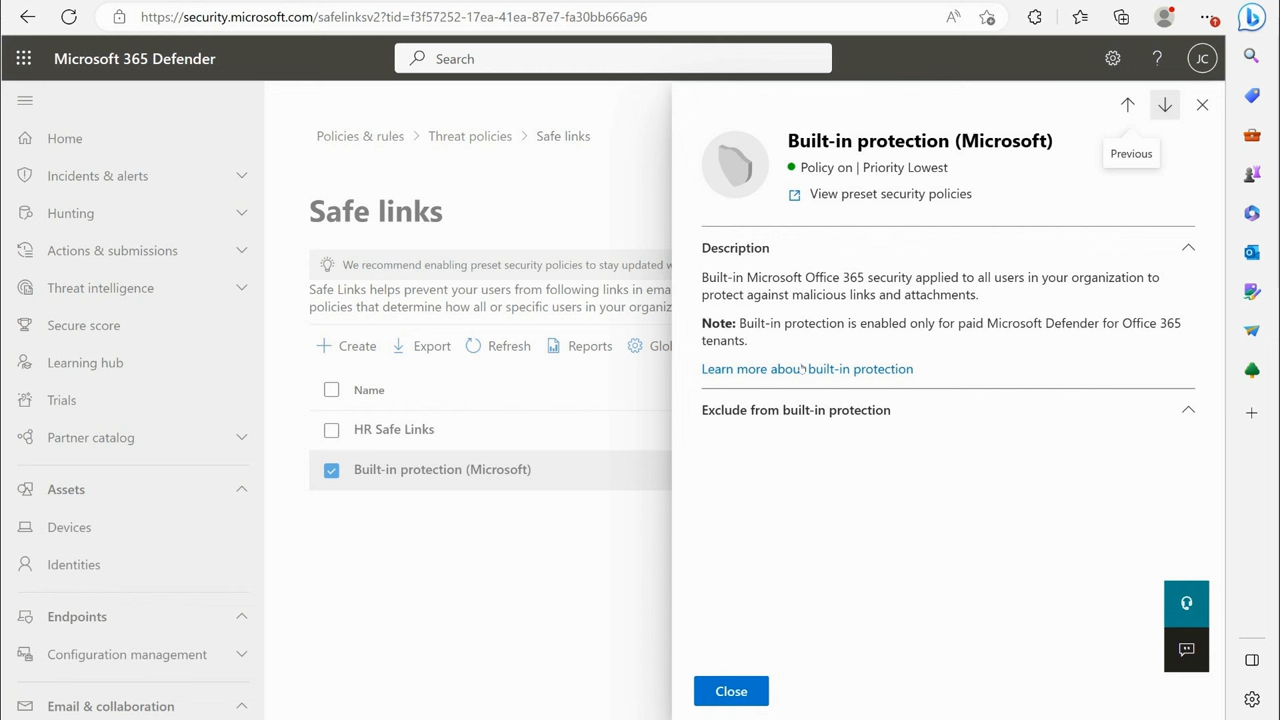 https://security.microsoft.com/safelinksv2?tid=f3f57252-17ea-41ea-87e7-fa30bb666a96
Microsoft 365 Defender
Search
JC
Home
Incidents & alerts
Hunting
Actions & submissions
Threat intelligence
Secure score
Learning hub
Trials
Partner catalog
Assets
Devices
Identities
Endpoints
Configuration management
Email & collaboration
Policies & rules > Threat policies > Safe links
Safe links
We recommend enabling preset security policies to stay updated w
Safe Links helps prevent your users from following links in ema
policies that determine how all or specific users in your organiz
Create Export Refresh Reports Glo
Name
HR Safe Links
Built-in protection (Microsoft)
Previous
Built-in protection (Microsoft)
Policy on | Priority Lowest
View preset security policies
Description
Built-in Microsoft Office 365 security applied to all users in your organization to
protect against malicious links and attachments.
Note: Built-in protection is enabled only for paid Microsoft Defender for Office 365
tenants.
Learn more about built-in protection
Exclude from built-in protection
Close